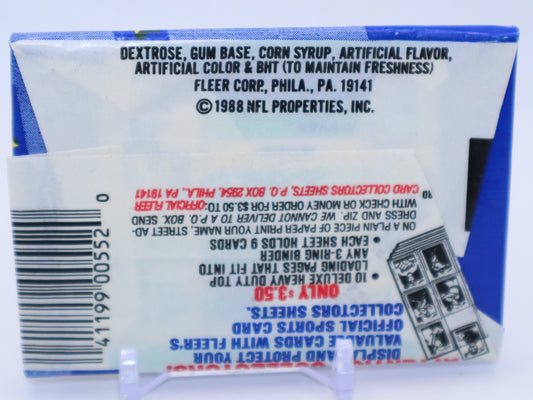 DEXTROSE, GUM BASE, CORN SYRUP, ARTIFICIAL FLAVOR,
ARTIFICIAL COLOR & BHT (TO MAINTAIN FRESHNESS)
FLEER CORP., PHILA., PA. 19141
© 1988 NFL PROPERTIES, INC.
COLLECTORS!
DISPLAY AND PROTECT YOUR
VALUABLE CARDS WITH FLEER'S
OFFICIAL SPORTS CARD
COLLECTORS SHEETS.
ONLY $3.50
• 10 DELUXE HEAVY DUTY TOP
LOADING PAGES THAT FIT INTO
ANY 3-RING BINDER
• EACH SHEET HOLDS 9 CARDS
ON A PLAIN PIECE OF PAPER PRINT YOUR NAME, STREET AD-
DRESS AND ZIP. WE CANNOT DELIVER TO A P.O. BOX. SEND
WITH CHECK OR MONEY ORDER FOR $3.50 TO: OFFICIAL FLEER
CARD COLLECTORS SHEETS, P.O. BOX 2954, PHILA., PA 19141
41199 00552 0